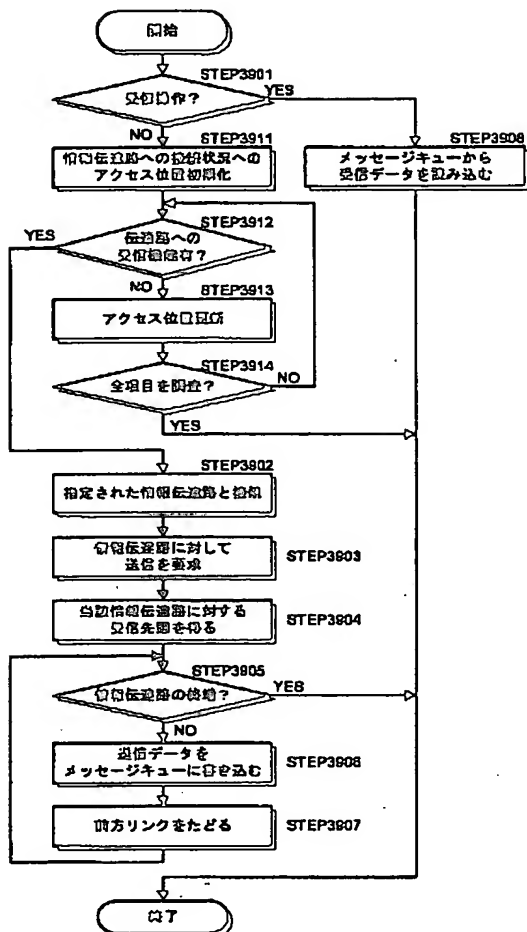 開始
STEP3901
受信操作?
YES
NO
STEP3911
情報伝達路への接続状況への
アクセス位置初期化
STEP3908
メッセージキューから
受信データを読み込む
STEP3912
YES
伝達路への
受信機能有?
NO
STEP3913
アクセス位置更新
STEP3914
全項目を調査?
NO
YES
STEP3902
指定された情報伝達路と接続
情報伝達路に対して
送信を要求
STEP3903
当該情報伝達路に対する
受信先図を得る
STEP3904
STEP3905
情報伝達路の終端?
YES
NO
送信データを
メッセージキューに書き込む
STEP3906
前方リンクをたどる
STEP3907
終了